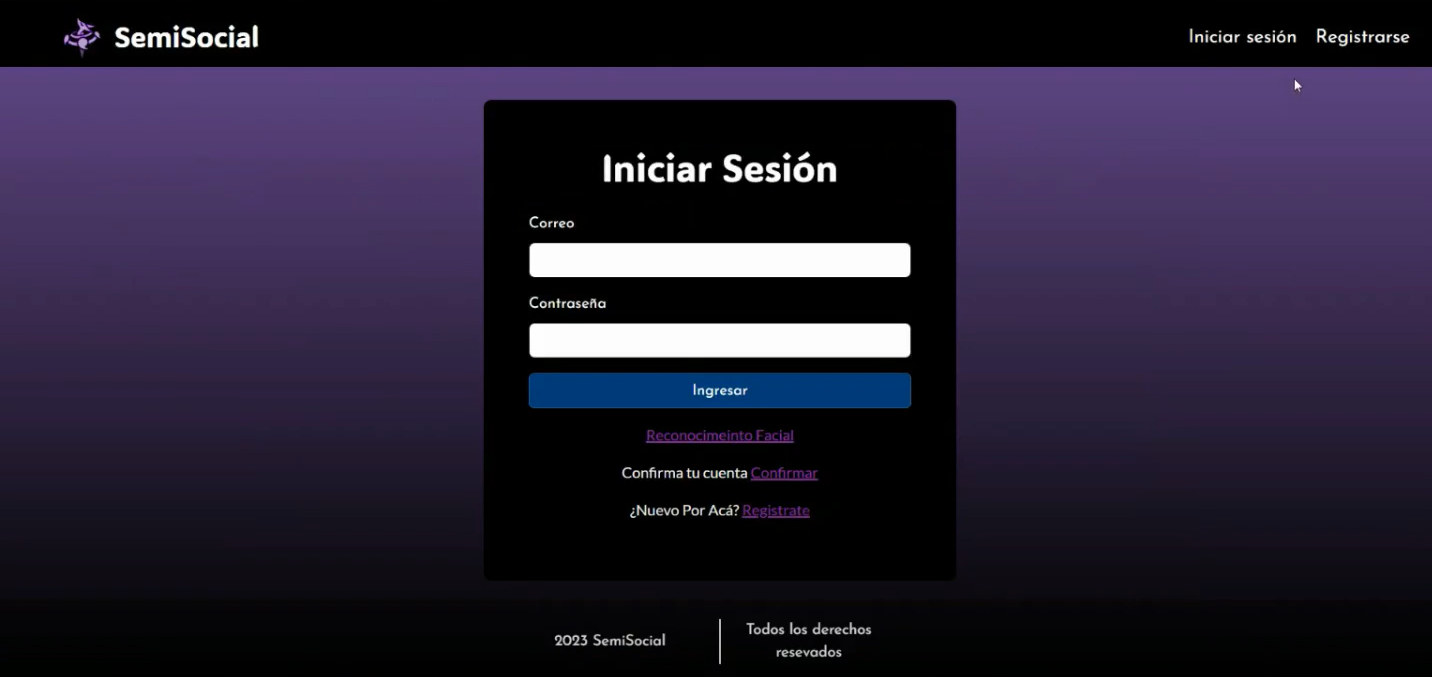 SemiSocial
Iniciar sesión
Registrarse
Iniciar Sesión
Correo
Contraseña
Ingresar
Reconocimeinto Facial
Confirma tu cuenta Confirmar
¿Nuevo Por Acá? Registrate
2023 SemiSocial
Todos los derechos
resevados